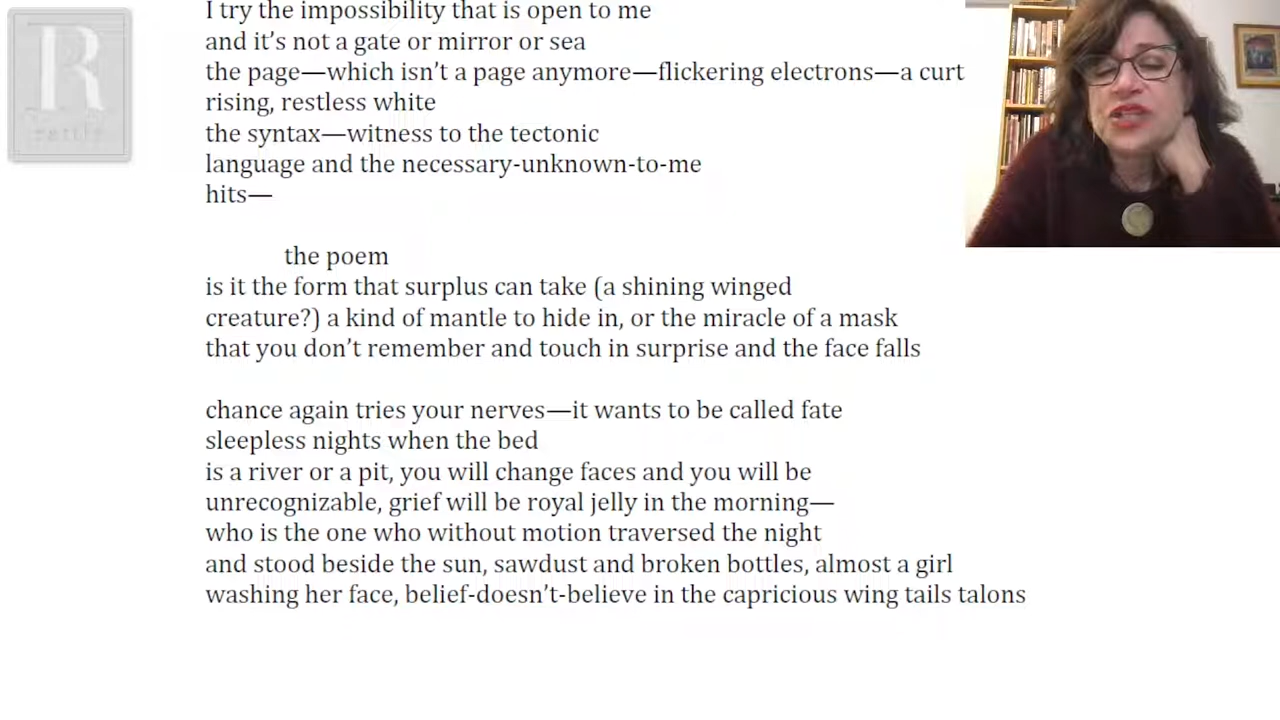 R
rattle
I try the impossibility that is open to me
and it’s not a gate or mirror or sea
the page—which isn’t a page anymore—flickering electrons—a curt
rising, restless white
the syntax—witness to the tectonic
language and the necessary-unknown-to-me
hits—
the poem
is it the form that surplus can take (a shining winged
creature?) a kind of mantle to hide in, or the miracle of a mask
that you don’t remember and touch in surprise and the face falls
chance again tries your nerves—it wants to be called fate
sleepless nights when the bed
is a river or a pit, you will change faces and you will be
unrecognizable, grief will be royal jelly in the morning—
who is the one who without motion traversed the night
and stood beside the sun, sawdust and broken bottles, almost a girl
washing her face, belief-doesn’t-believe in the capricious wing tails talons